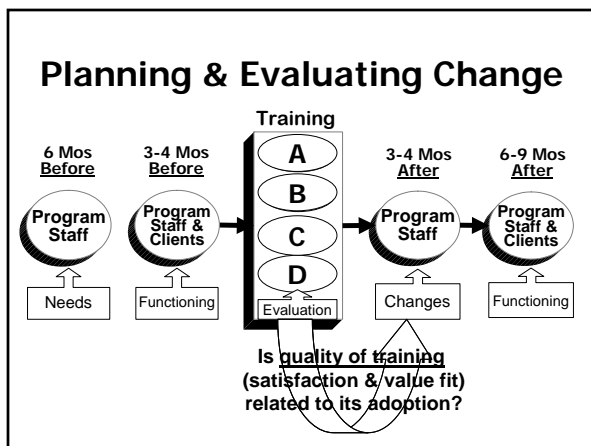 Planning & Evaluating Change
Training
6 Mos
Before
3-4 Mos
Before
3-4 Mos
After
6-9 Mos
After
Program
Staff
Program
Staff &
Clients
A
B
C
D
Program
Staff
Program
Staff &
Clients
Needs
Functioning
Evaluation
Changes
Functioning
Is quality of training
(satisfaction & value fit)
related to its adoption?